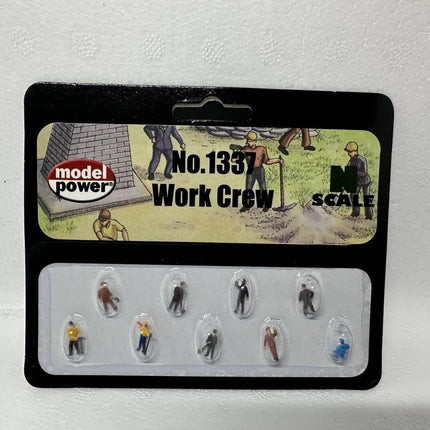 model
power®
No.1337
Work Crew
N
SCALE